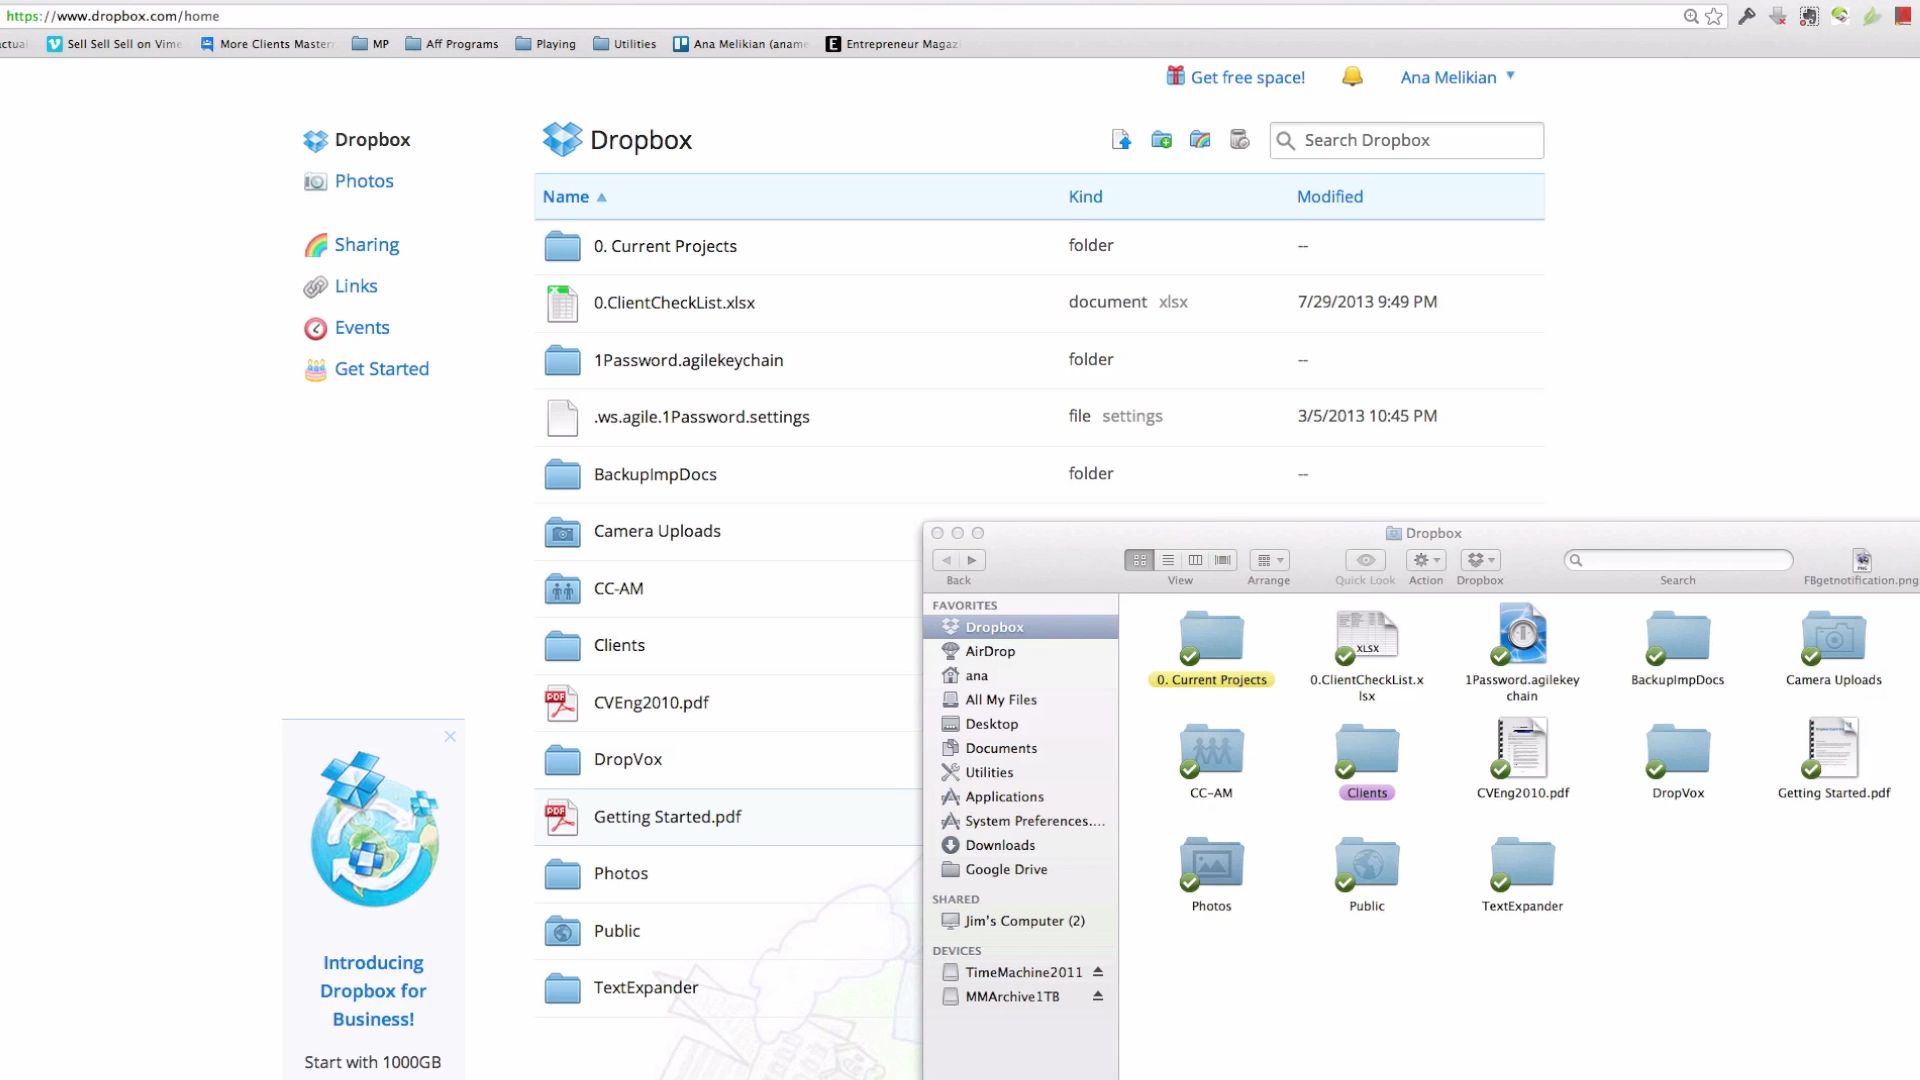 https://www.dropbox.com/home
Sell Sell Sell on Vime
More Clients Master
MP
Aff Programs
Playing
Utilities
Ana Melikian (aname
Entrepreneur Magaz
Get free space!
Ana Melikian
Dropbox
Photos
Sharing
Links
Events
Get Started
Dropbox
Search Dropbox
Name Kind Modified
0. Current Projects folder --
0.ClientCheckList.xlsx document xlsx 7/29/2013 9:49 PM
1Password.agilekeychain folder --
.ws.agile.1Password.settings file settings 3/5/2013 10:45 PM
BackupImpDocs folder --
Camera Uploads
CC-AM
Clients
CVEng2010.pdf
DropVox
Getting Started.pdf
Photos
Public
TextExpander
Introducing
Dropbox for
Business!
Start with 1000GB
Dropbox
Back View Arrange Quick Look Action Dropbox Search FBgetnotification.png
FAVORITES
Dropbox
AirDrop
ana
All My Files
Desktop
Documents
Utilities
Applications
System Preferences....
Downloads
Google Drive
SHARED
Jim's Computer (2)
DEVICES
TimeMachine2011
MMArchive1TB
XLSX
0. Current Projects
0.ClientCheckList.x
lsx
1Password.agilekey
chain
BackupImpDocs
Camera Uploads
CC-AM
Clients
CVEng2010.pdf
DropVox
Getting Started.pdf
Photos
Public
TextExpander